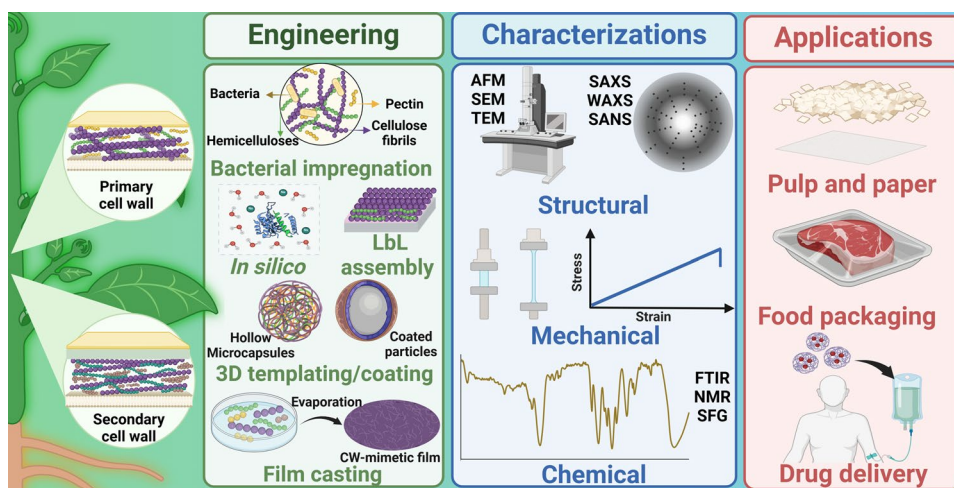 Engineering
Characterizations
Applications
Primary
cell wall
Secondary
cell wall
Bacteria
Pectin
Hemicelluloses
Cellulose
fibrils
Bacterial impregnation
In silico
LbL
assembly
Hollow
Microcapsules
Coated
particles
3D templating/coating
Evaporation
CW-mimetic film
Film casting
AFM
SEM
TEM
SAXS
WAXS
SANS
Structural
Stress
Strain
Mechanical
FTIR
NMR
SFG
Chemical
Pulp and paper
Food packaging
Drug delivery